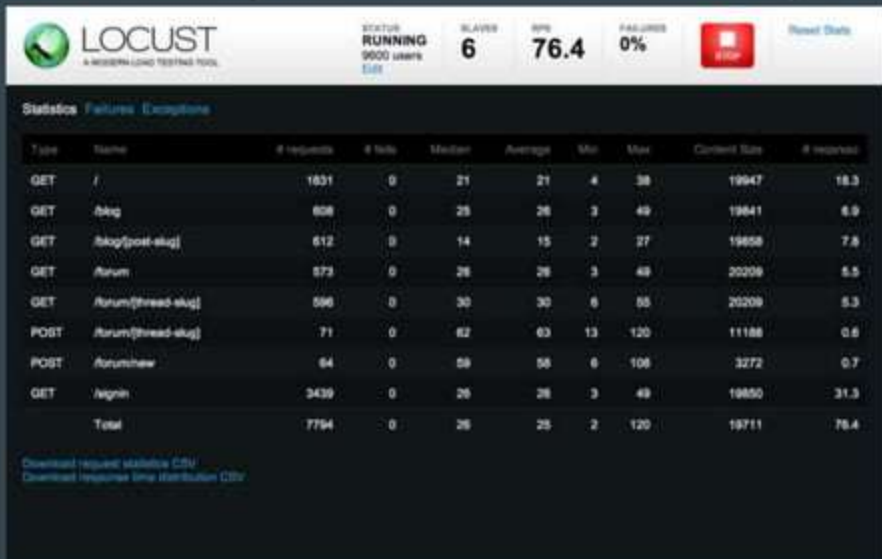 LOCUST
A MODERN LOAD TESTING TOOL
STATUS
RUNNING
9600 users
Edit
SLAVES
6
RPS
76.4
FAILURES
0%
STOP
Reset Stats
Statistics Failures Exceptions
Type Name # requests # fails Median Average Min Max Content Size # reqs/sec
GET / 1831 0 21 21 4 38 19947 18.3
GET /blog 608 0 25 26 3 49 19841 6.9
GET /blog/[post-slug] 612 0 14 15 2 27 19858 7.8
GET /forum 573 0 26 26 3 49 20209 5.5
GET /forum/[thread-slug] 596 0 30 30 6 55 20209 5.3
POST /forum/[thread-slug] 71 0 62 63 13 120 11188 0.6
POST /forum/new 64 0 59 58 6 108 3272 0.7
GET /signin 3439 0 26 26 3 49 19850 31.3
Total 7794 0 26 25 2 120 19711 76.4
Download request statistics CSV
Download response time distribution CSV